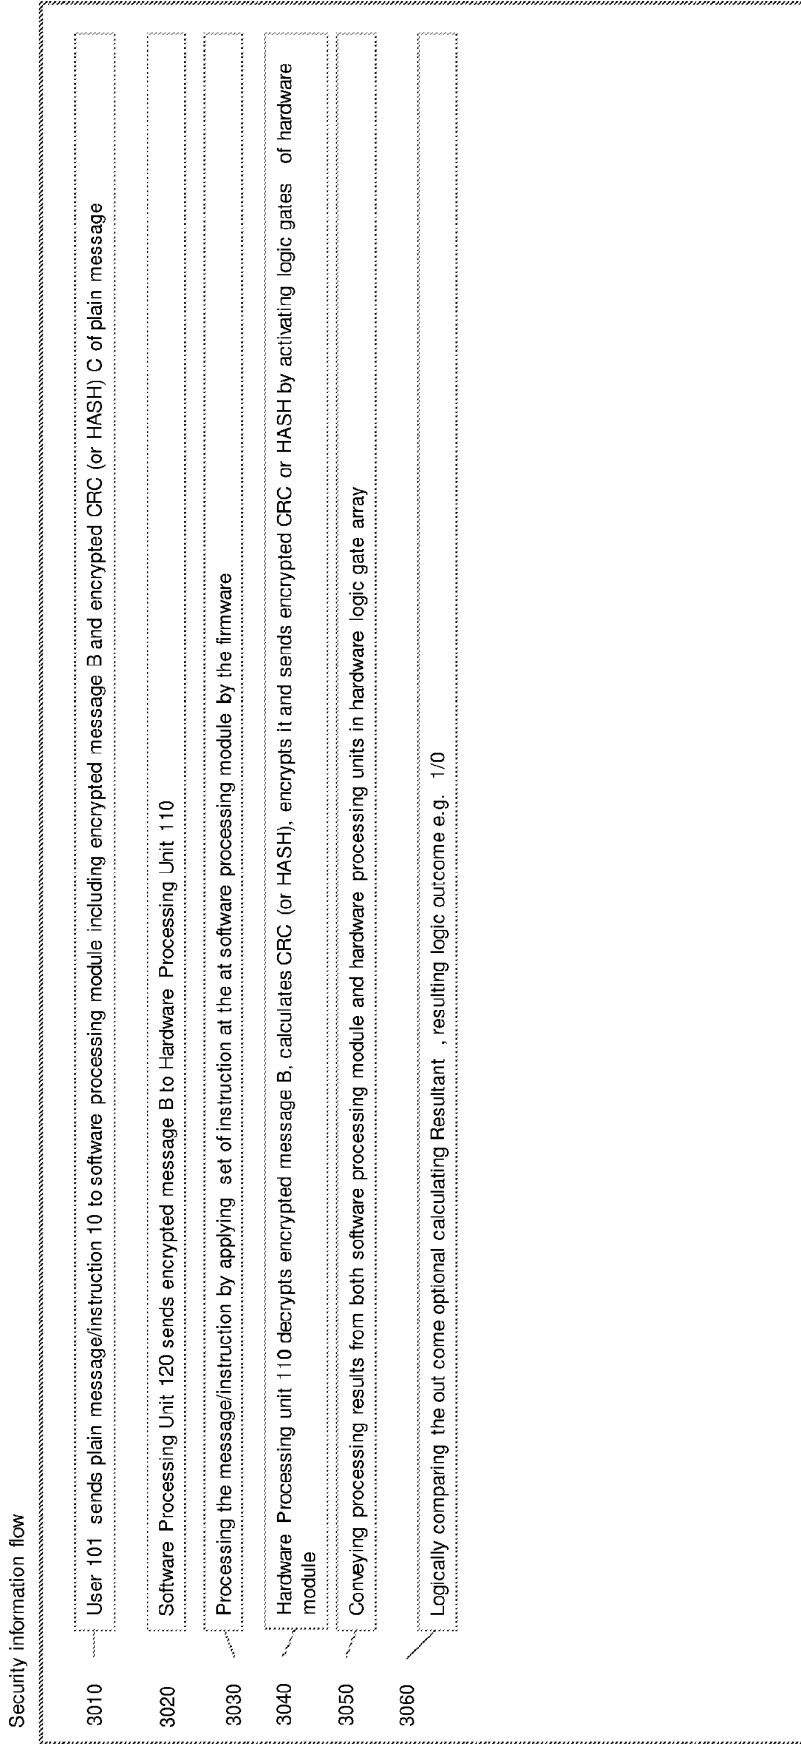 Security information flow
3010
User 101 sends plain message/instruction 10 to software processing module including encrypted message B and encrypted CRC (or HASH) C of plain message
3020
Software Processing Unit 120 sends encrypted message B to Hardware Processing Unit 110
3030
Processing the message/instruction by applying set of instruction at the at software processing module by the firmware
3040
Hardware Processing unit 110 decrypts encrypted message B, calculates CRC (or HASH), encrypts it and sends encrypted CRC or HASH by activating logic gates of hardware
module
3050
Conveying processing results from both software processing module and hardware processing units in hardware logic gate array
3060
Logically comparing the out come optional calculating Resultant , resulting logic outcome e.g. 1/0